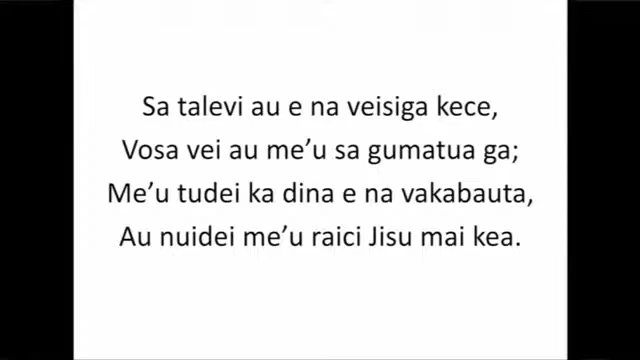 Sa talevi au e na veisiga kece,
Vosa vei au me’u sa gumatua ga;
Me’u tudei ka dina e na vakabauta,
Au nuidei me’u raici Jisu mai kea.